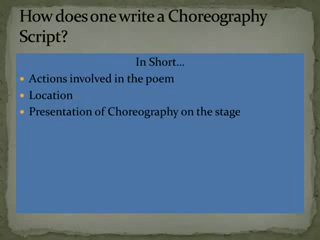 How does one write a Choreography
Script?
In Short...
Actions involved in the poem
Location
Presentation of Choreography on the stage